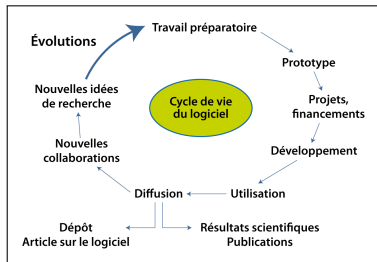 Évolutions
Travail préparatoire
Prototype
Projets,
financements
Développement
Utilisation
Diffusion
Résultats scientifiques
Publications
Dépôt
Article sur le logiciel
Nouvelles
collaborations
Nouvelles idées
de recherche
Cycle de vie
du logiciel